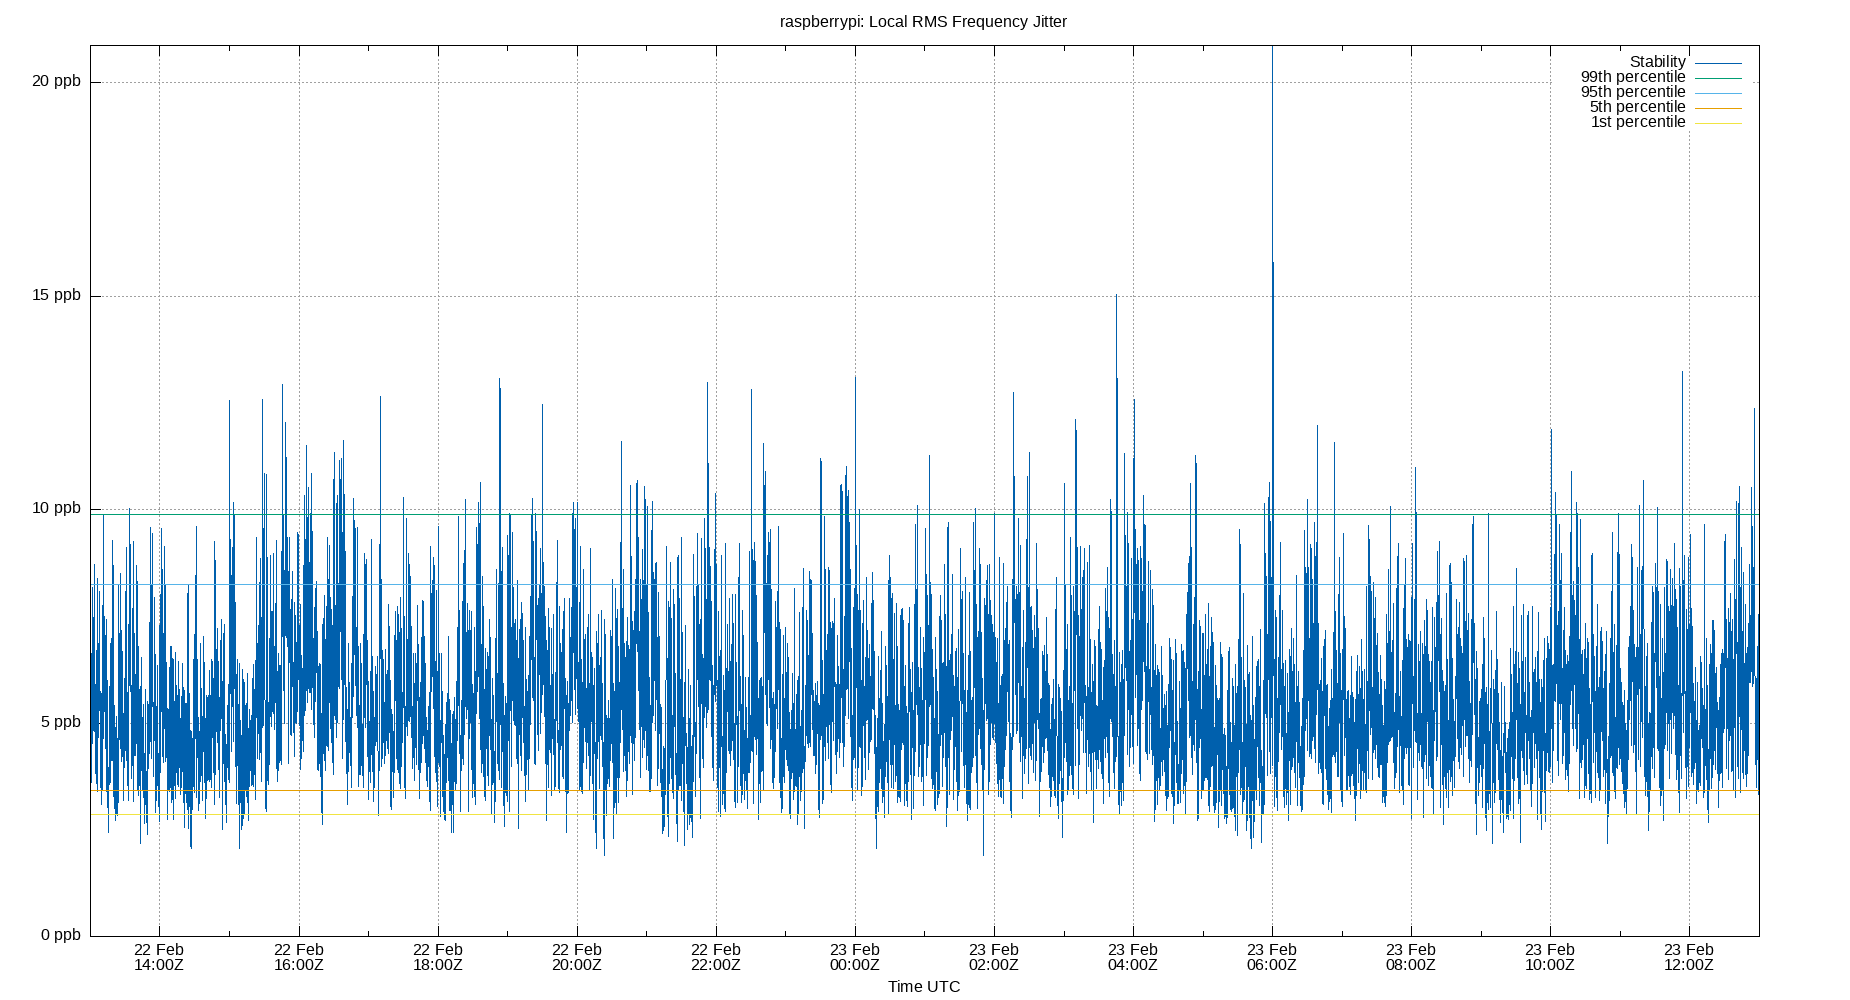 raspberrypi: Local RMS Frequency Jitter
Stability
99th percentile
95th percentile
5th percentile
1st percentile
20 ppb
15 ppb
10 ppb
5 ppb
0 ppb
22 Feb 22 Feb 22 Feb 22 Feb 22 Feb 23 Feb 23 Feb 23 Feb 23 Feb 23 Feb 23 Feb 23 Feb
14:00Z 16:00Z 18:00Z 20:00Z 22:00Z 00:00Z 02:00Z 04:00Z 06:00Z 08:00Z 10:00Z 12:00Z
Time UTC